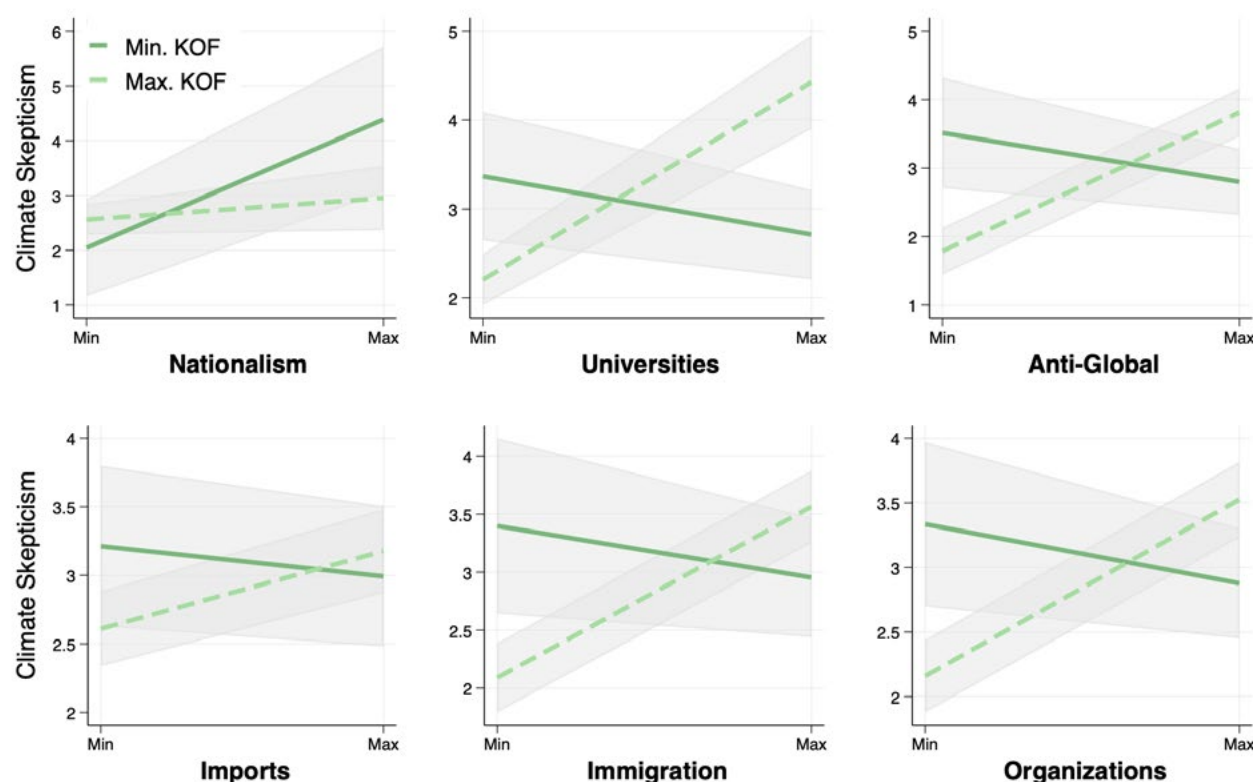 Min. KOF
Max. KOF
Climate Skepticism
6
5
4
3
2
1
Min Max
Nationalism
5
4
3
2
Min Max
Universities
5
4
3
2
1
Min Max
Anti-Global
Climate Skepticism
4
3.5
3
2.5
2
Min Max
Imports
4
3.5
3
2.5
2
Min Max
Immigration
4
3.5
3
2.5
2
Min Max
Organizations